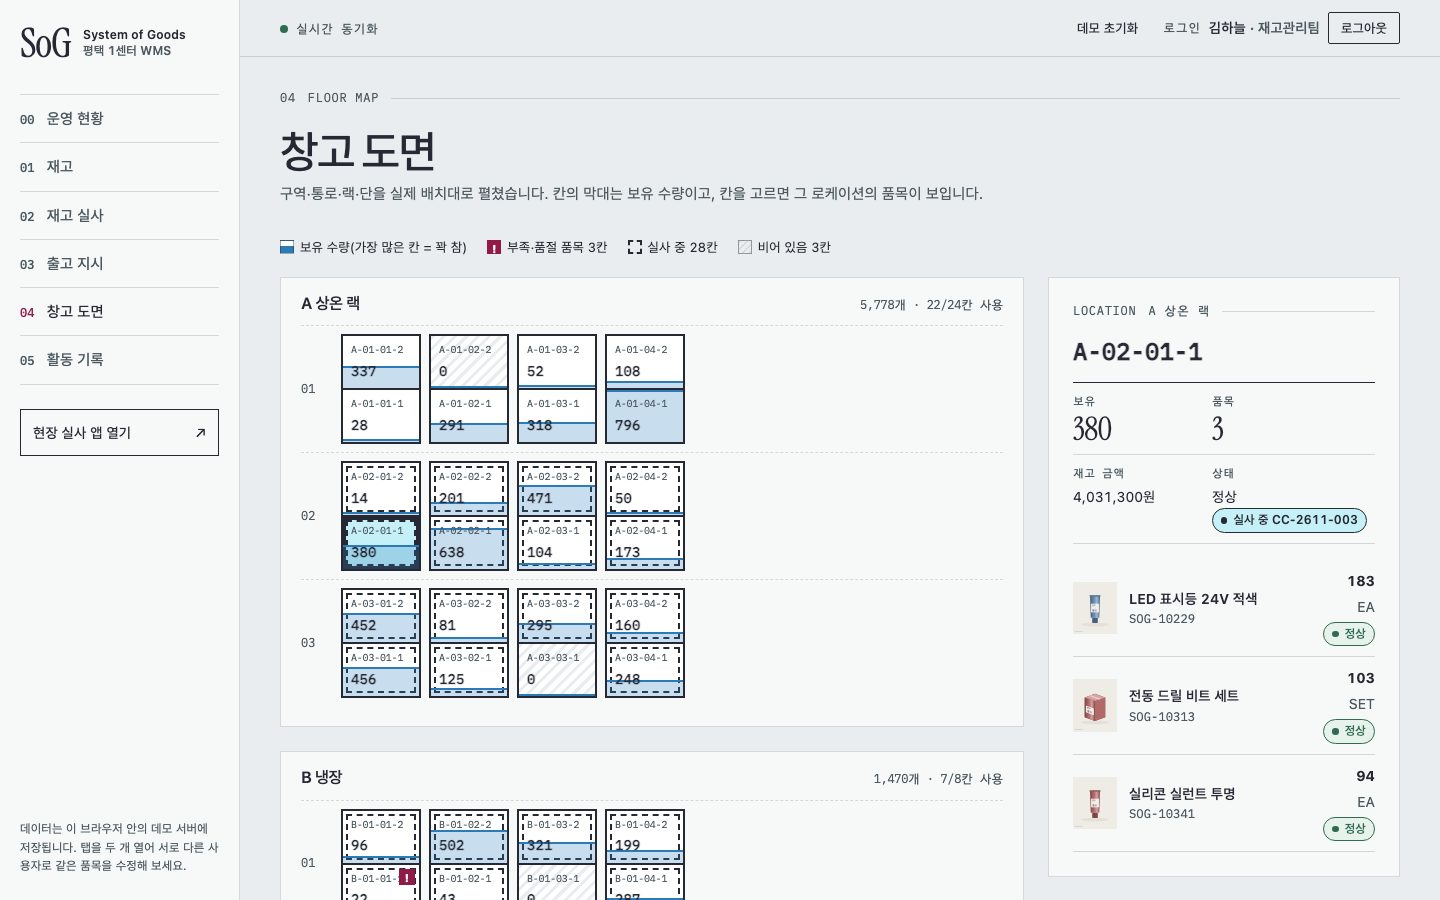 SoG
System of Goods
평택 1센터 WMS
00 운영 현황
01 재고
02 재고 실사
03 출고 지시
04 창고 도면
05 활동 기록
현장 실사 앱 열기
데이터는 이 브라우저 안의 데모 서버에
저장됩니다. 탭을 두 개 열어 서로 다른 사
용자로 같은 품목을 수정해 보세요.
실시간 동기화
데모 초기화
로그인 김하늘 · 재고관리팀
로그아웃
04 FLOOR MAP
창고 도면
구역·통로·랙·단을 실제 배치대로 펼쳤습니다. 칸의 막대는 보유 수량이고, 칸을 고르면 그 로케이션의 품목이 보입니다.
보유 수량(가장 많은 칸 = 꽉 참)
! 부족·품절 품목 3칸
실사 중 28칸
비어 있음 3칸
A 상온 랙
5,778개 · 22/24칸 사용
01
A-01-01-2 A-01-02-2 A-01-03-2 A-01-04-2
337 0 52 108
A-01-01-1 A-01-02-1 A-01-03-1 A-01-04-1
28 291 318 796
02
A-02-01-2 A-02-02-2 A-02-03-2 A-02-04-2
14 201 471 50
A-02-01-1 A-02-02-1 A-02-03-1 A-02-04-1
380 638 104 173
03
A-03-01-2 A-03-02-2 A-03-03-2 A-03-04-2
452 81 295 160
A-03-01-1 A-03-02-1 A-03-03-1 A-03-04-1
456 125 0 248
B 냉장
1,470개 · 7/8칸 사용
01
B-01-01-2 B-01-02-2 B-01-03-2 B-01-04-2
96 502 321 199
B-01-01- ! B-01-02-1 B-01-03-1 B-01-04-1
22 43 0 287
LOCATION A 상온 랙
A-02-01-1
보유 품목
380 3
재고 금액 상태
4,031,300원 정상
실사 중 CC-2611-003
LED 표시등 24V 적색
SOG-10229
183
EA
정상
전동 드릴 비트 세트
SOG-10313
103
SET
정상
실리콘 실런트 투명
SOG-10341
94
EA
정상